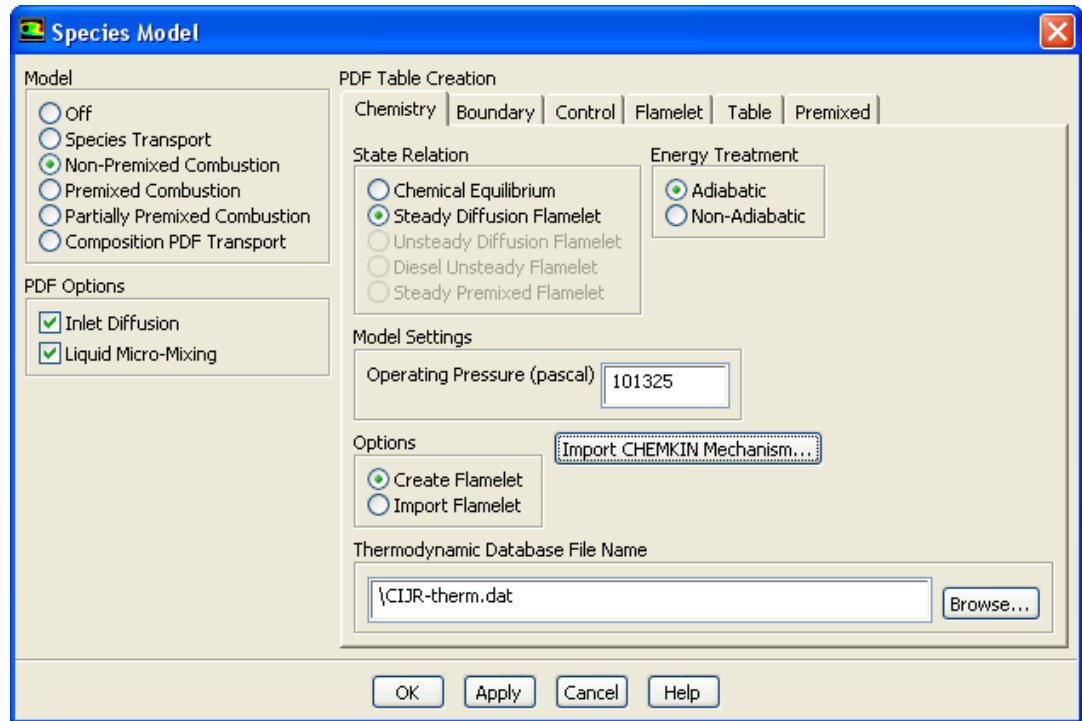 Species Model
Model
Off
Species Transport
Non-Premixed Combustion
Premixed Combustion
Partially Premixed Combustion
Composition PDF Transport
PDF Options
Inlet Diffusion
Liquid Micro-Mixing
PDF Table Creation
Chemistry Boundary Control Flamelet Table Premixed
State Relation
Chemical Equilibrium
Steady Diffusion Flamelet
Unsteady Diffusion Flamelet
Diesel Unsteady Flamelet
Steady Premixed Flamelet
Energy Treatment
Adiabatic
Non-Adiabatic
Model Settings
Operating Pressure (pascal) 101325
Options
Create Flamelet
Import Flamelet
Import CHEMKIN Mechanism...
Thermodynamic Database File Name
\CIJR-therm.dat
Browse...
OK Apply Cancel Help